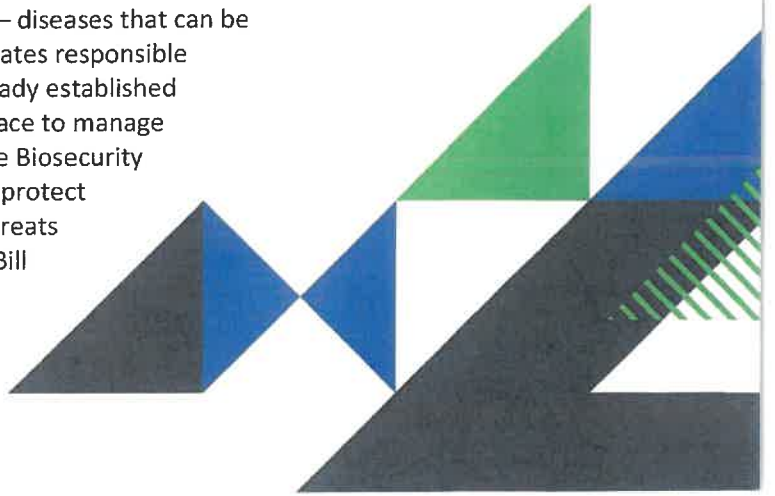 – diseases that can be
ates responsible
ady established
ace to manage
e Biosecurity
protect
reats
Bill